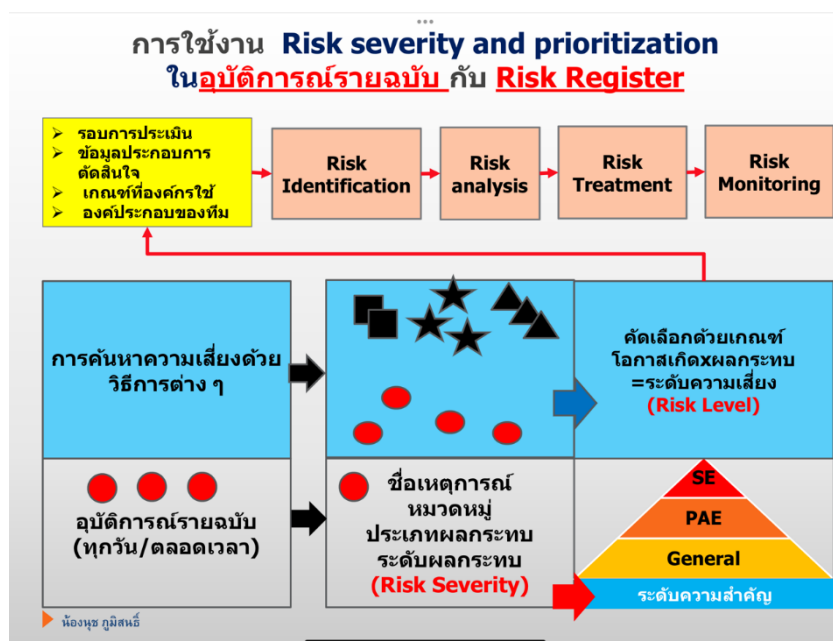 การใช้งาน Risk severity and prioritization
ในอุบัติการณ์รายฉบับ กับ Risk Register
➤ รอบการประเมิน
➤ ข้อมูลประกอบการ
ตัดสินใจ
➤ เกณฑ์ที่องค์กรใช้
➤ องค์ประกอบของทีม
Risk
Identification
Risk
analysis
Risk
Treatment
Risk
Monitoring
การค้นหาความเสี่ยงด้วย
วิธีการต่าง ๆ
คัดเลือกด้วยเกณฑ์
โอกาสเกิดxผลกระทบ
=ระดับความเสี่ยง
(Risk Level)
อุบัติการณ์รายฉบับ
(ทุกวัน/ตลอดเวลา)
ชื่อเหตุการณ์
หมวดหมู่
ประเภทผลกระทบ
ระดับผลกระทบ
(Risk Severity)
SE
PAE
General
ระดับความสำคัญ
น้องนุช ภูมิสนธิ์